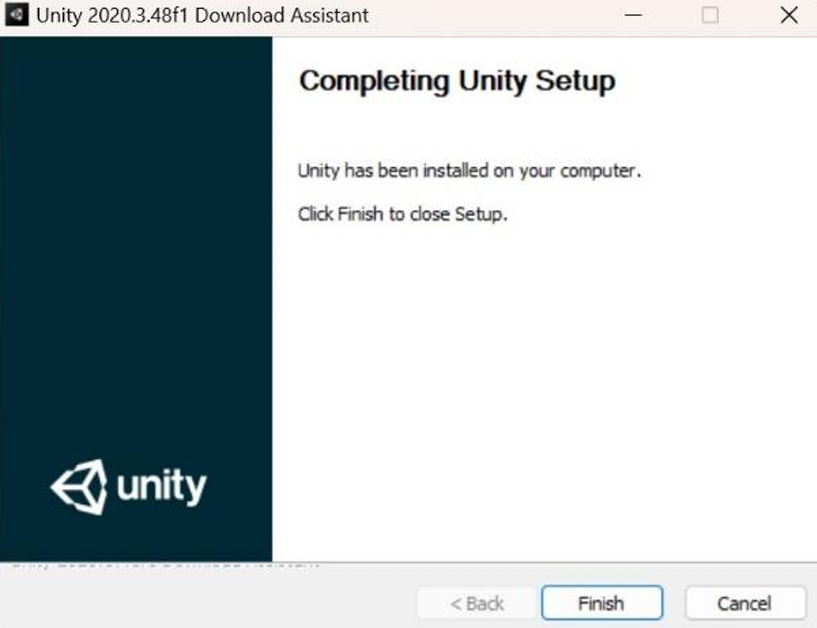 Unity 2020.3.48f1 Download Assistant
Completing Unity Setup
Unity has been installed on your computer.
Click Finish to close Setup.
unity
< Back
Finish
Cancel